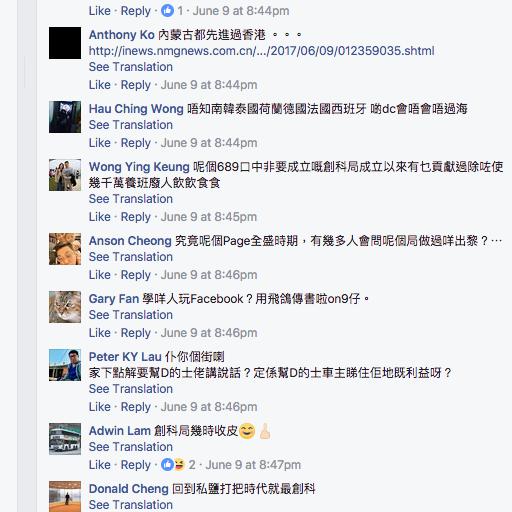 Like · Reply · 1 · June 9 at 8:44pm
Anthony Ko 內蒙古都先進過香港 。。。
http://inews.nmgnews.com.cn/.../2017/06/09/012359035.shtml
See Translation
Like · Reply · June 9 at 8:44pm
Hau Ching Wong 唔知南韓泰國荷蘭德國法國西班牙 啲dc會唔會唔過海
See Translation
Like · Reply · June 9 at 8:44pm
Wong Ying Keung 呢個689口中非要成立嘅創科局成立以來有乜貢獻過除咗使
幾千萬養班廢人飲飲食食
See Translation
Like · Reply · June 9 at 8:45pm
Anson Cheong 究竟呢個Page全盛時期，有幾多人會問呢個局做過咩出黎？…
See Translation
Like · Reply · June 9 at 8:46pm
Gary Fan 學咩人玩Facebook？用飛鴿傳書啦on9仔。
See Translation
Like · Reply · June 9 at 8:46pm
Peter KY Lau 仆你個街喇
家下點解要幫D的士佬講說話？定係幫D的士車主睇住佢地既利益呀？
See Translation
Like · Reply · June 9 at 8:46pm
Adwin Lam 創科局幾時收皮😄☝🏻
See Translation
Like · Reply · 2 · June 9 at 8:47pm
Donald Cheng 回到私鹽打把時代就最創科
See Translation